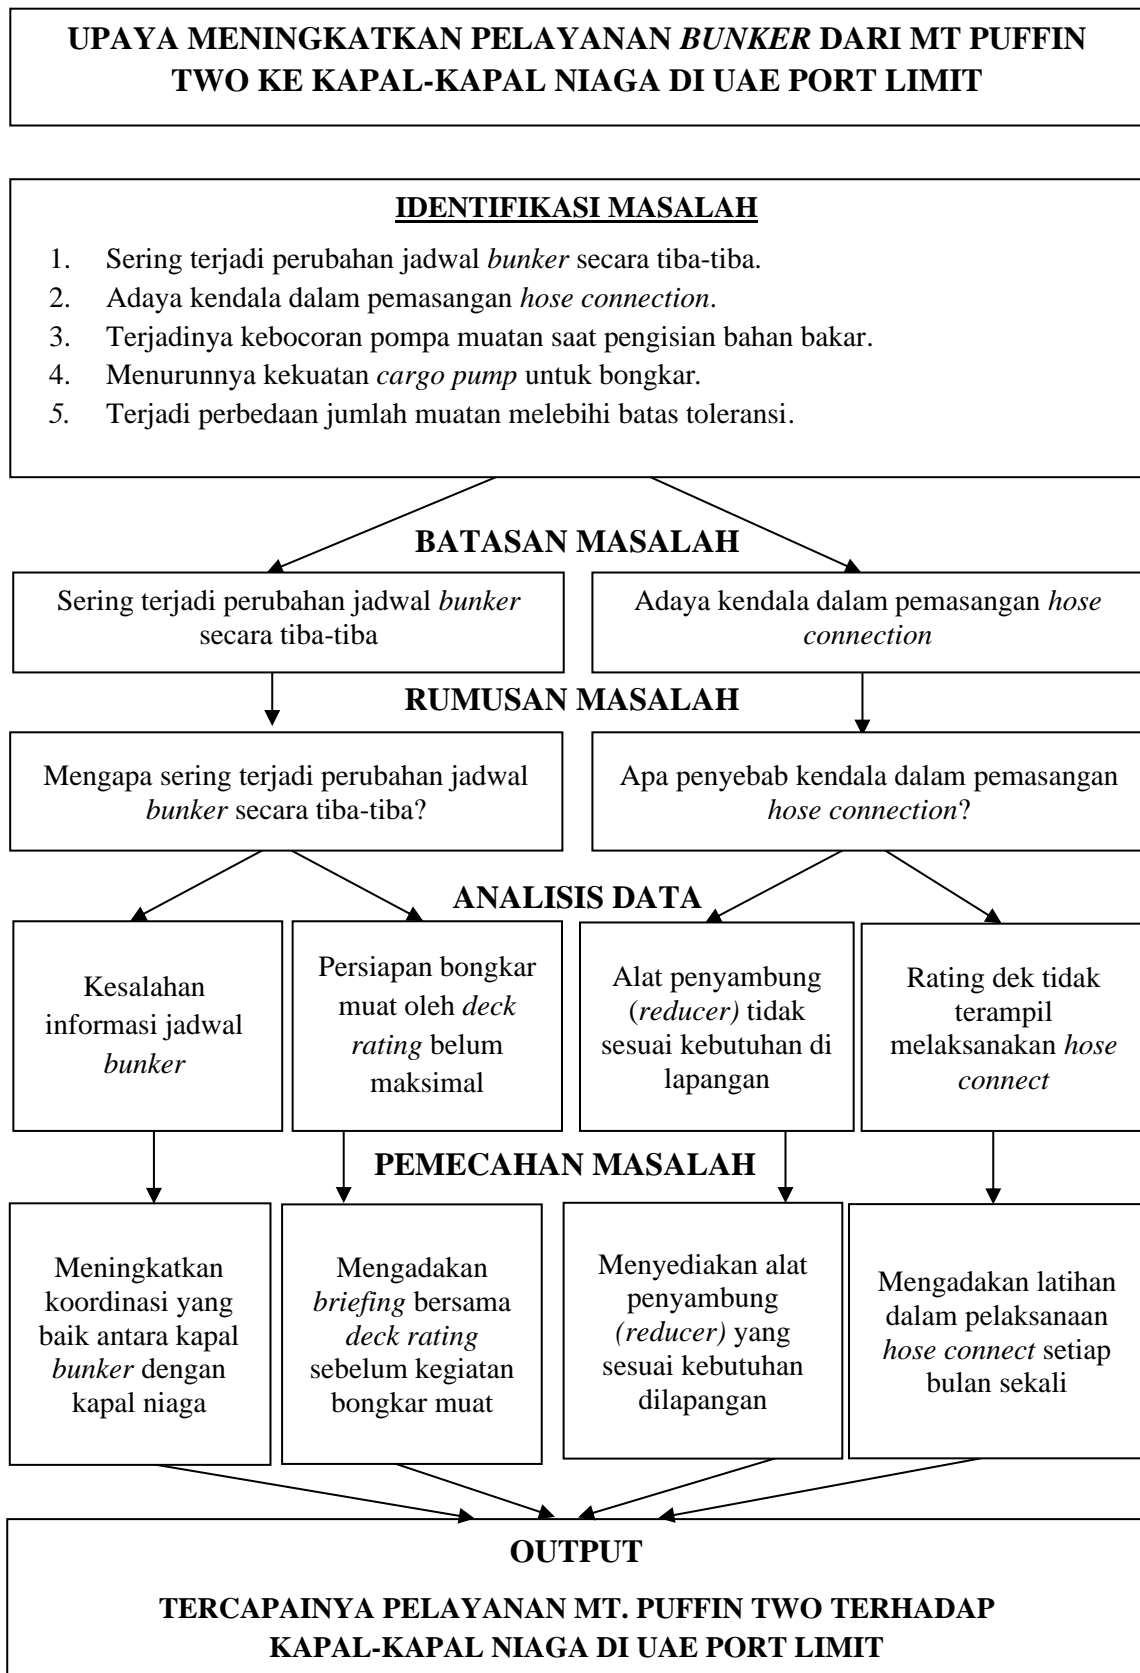 UPAYA MENINGKATKAN PELAYANAN BUNKER DARI MT PUFFIN
TWO KE KAPAL-KAPAL NIAGA DI UAE PORT LIMIT
IDENTIFIKASI MASALAH
1. Sering terjadi perubahan jadwal bunker secara tiba-tiba.
2. Adaya kendala dalam pemasangan hose connection.
3. Terjadinya kebocoran pompa muatan saat pengisian bahan bakar.
4. Menurunnya kekuatan cargo pump untuk bongkar.
5. Terjadi perbedaan jumlah muatan melebihi batas toleransi.
BATASAN MASALAH
Sering terjadi perubahan jadwal bunker
secara tiba-tiba
Adaya kendala dalam pemasangan hose
connection
RUMUSAN MASALAH
Mengapa sering terjadi perubahan jadwal
bunker secara tiba-tiba?
Apa penyebab kendala dalam pemasangan
hose connection?
ANALISIS DATA
Kesalahan
informasi jadwal
bunker
Persiapan bongkar
muat oleh deck
rating belum
maksimal
Alat penyambung
(reducer) tidak
sesuai kebutuhan di
lapangan
Rating dek tidak
terampil
melaksanakan hose
connect
PEMECAHAN MASALAH
Meningkatkan
koordinasi yang
baik antara kapal
bunker dengan
kapal niaga
Mengadakan
briefing bersama
deck rating
sebelum kegiatan
bongkar muat
Menyediakan alat
penyambung
(reducer) yang
sesuai kebutuhan
dilapangan
Mengadakan latihan
dalam pelaksanaan
hose connect setiap
bulan sekali
OUTPUT
TERCAPAINYA PELAYANAN MT. PUFFIN TWO TERHADAP
KAPAL-KAPAL NIAGA DI UAE PORT LIMIT